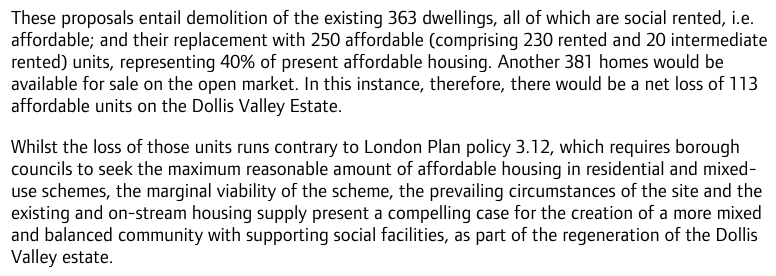 These proposals entail demolition of the existing 363 dwellings, all of which are social rented, i.e.
affordable; and their replacement with 250 affordable (comprising 230 rented and 20 intermediate
rented) units, representing 40% of present affordable housing. Another 381 homes would be
available for sale on the open market. In this instance, therefore, there would be a net loss of 113
affordable units on the Dollis Valley Estate.

Whilst the loss of those units runs contrary to London Plan policy 3.12, which requires borough
councils to seek the maximum reasonable amount of affordable housing in residential and mixed-
use schemes, the marginal viability of the scheme, the prevailing circumstances of the site and the
existing and on-stream housing supply present a compelling case for the creation of a more mixed
and balanced community with supporting social facilities, as part of the regeneration of the Dollis
Valley estate.